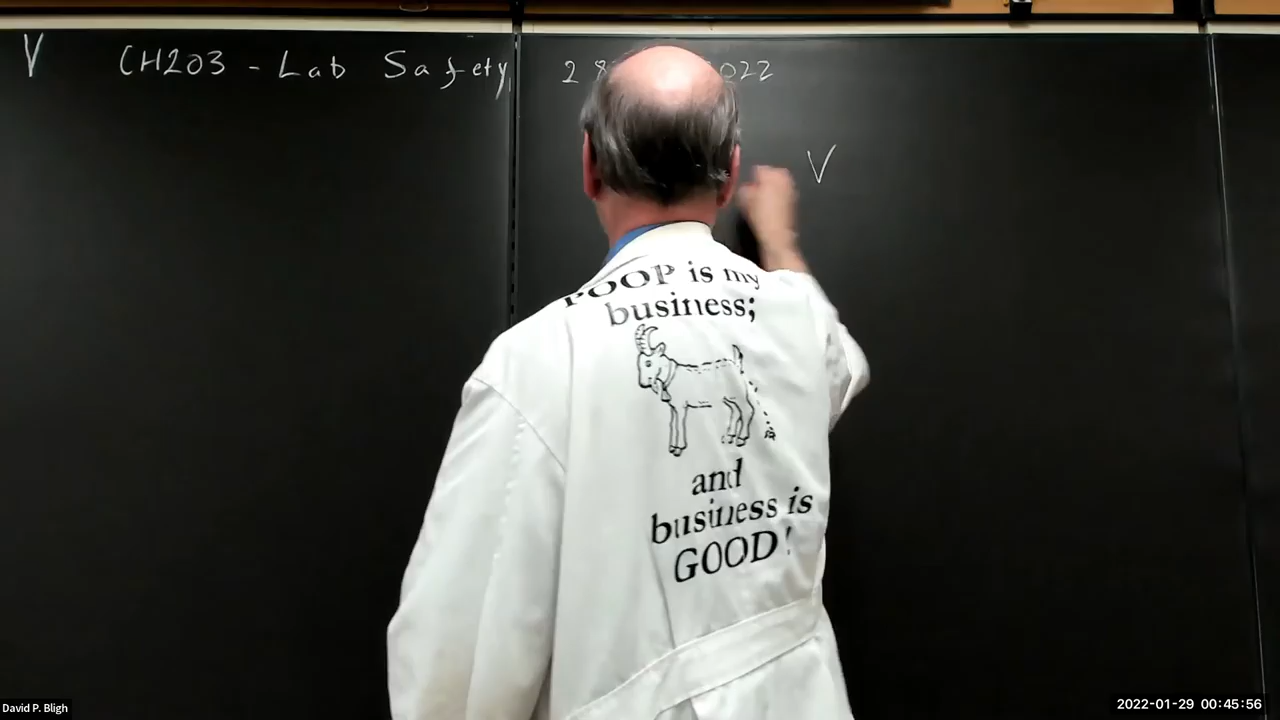 V CH203 - Lab Safety, 2022
V
POOP is my
business;
and
business is
GOOD!
David P. Bligh
2022-01-29 00:45:56